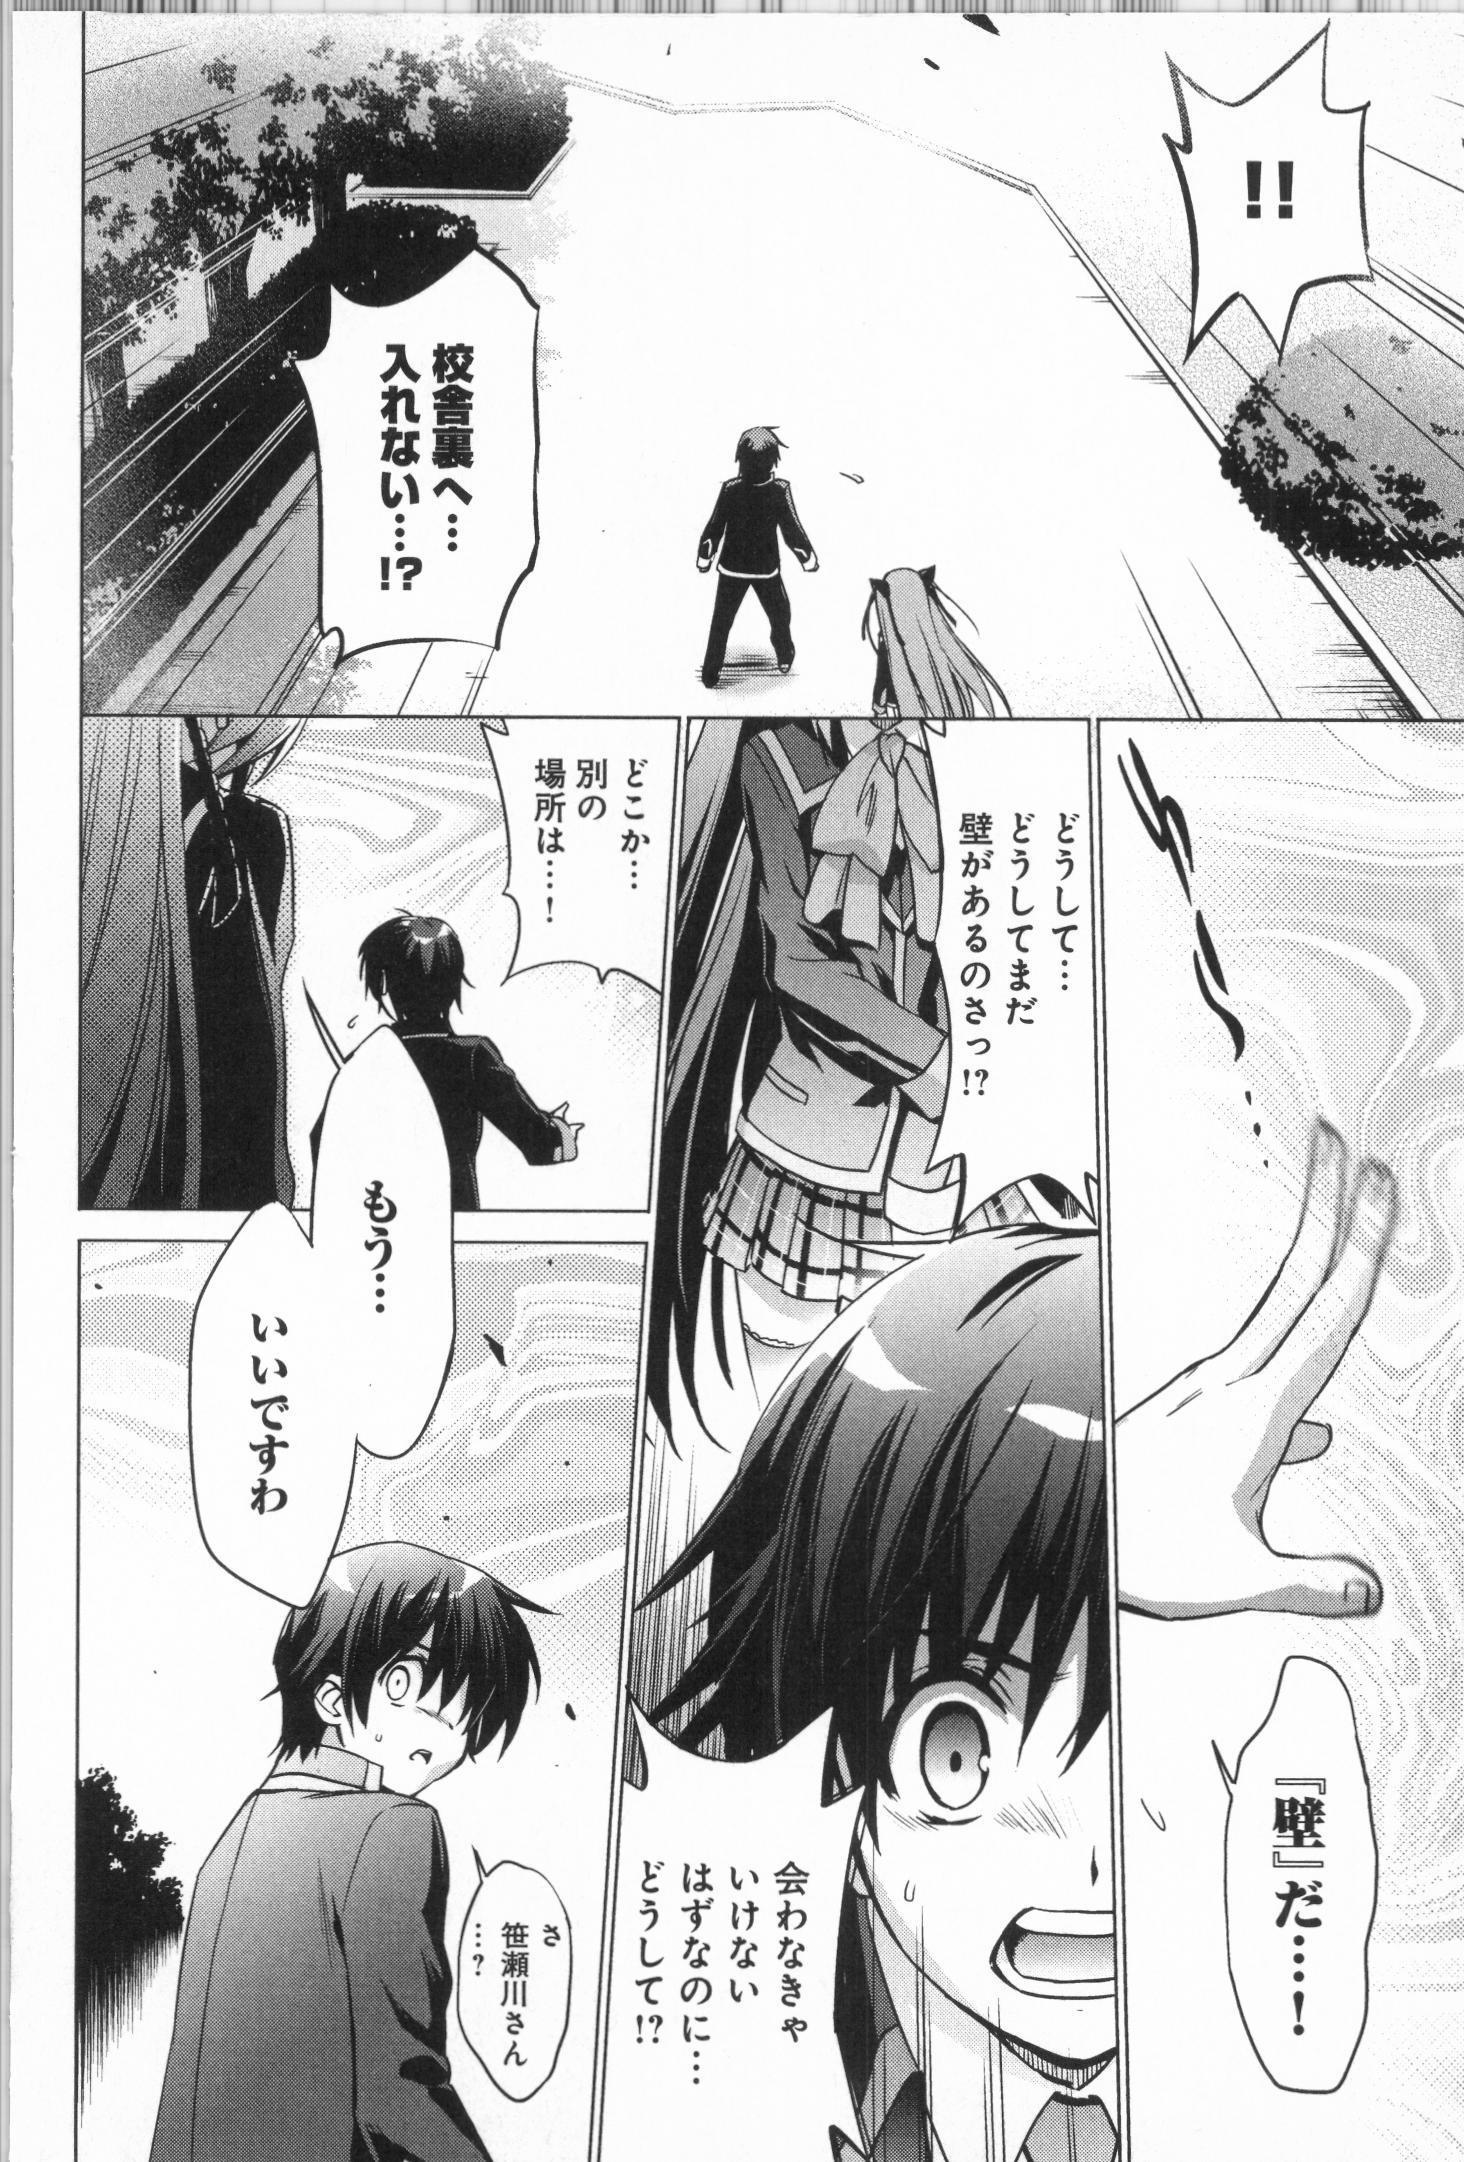 !!
校舎裏へ…
入れない…!?
『壁』だ…!
どうして…
どうしてまだ
壁があるのさっ!?
会わなきゃ
いけない
はずなのに…
どうして!?
どこか…
別の
場所は…!
もう…
いいですわ
さ
笹瀬川さん
…?